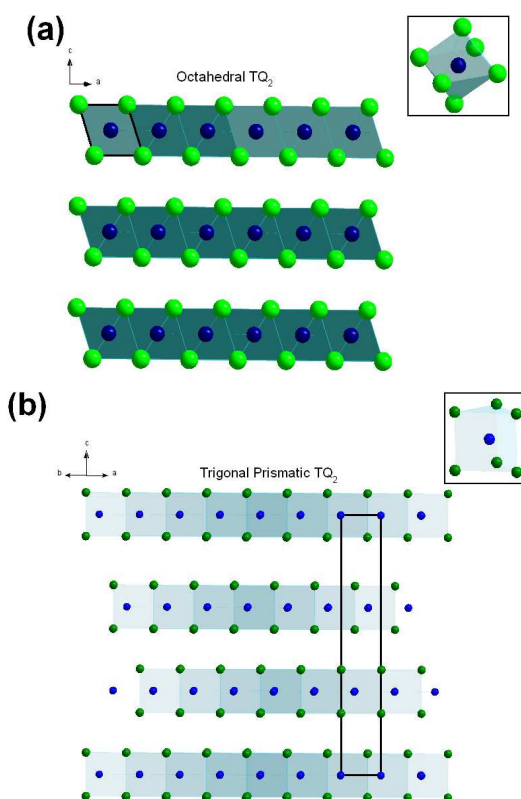 (a)
c
a
Octahedral TQ₂
(b)
c
b
a
Trigonal Prismatic TQ₂